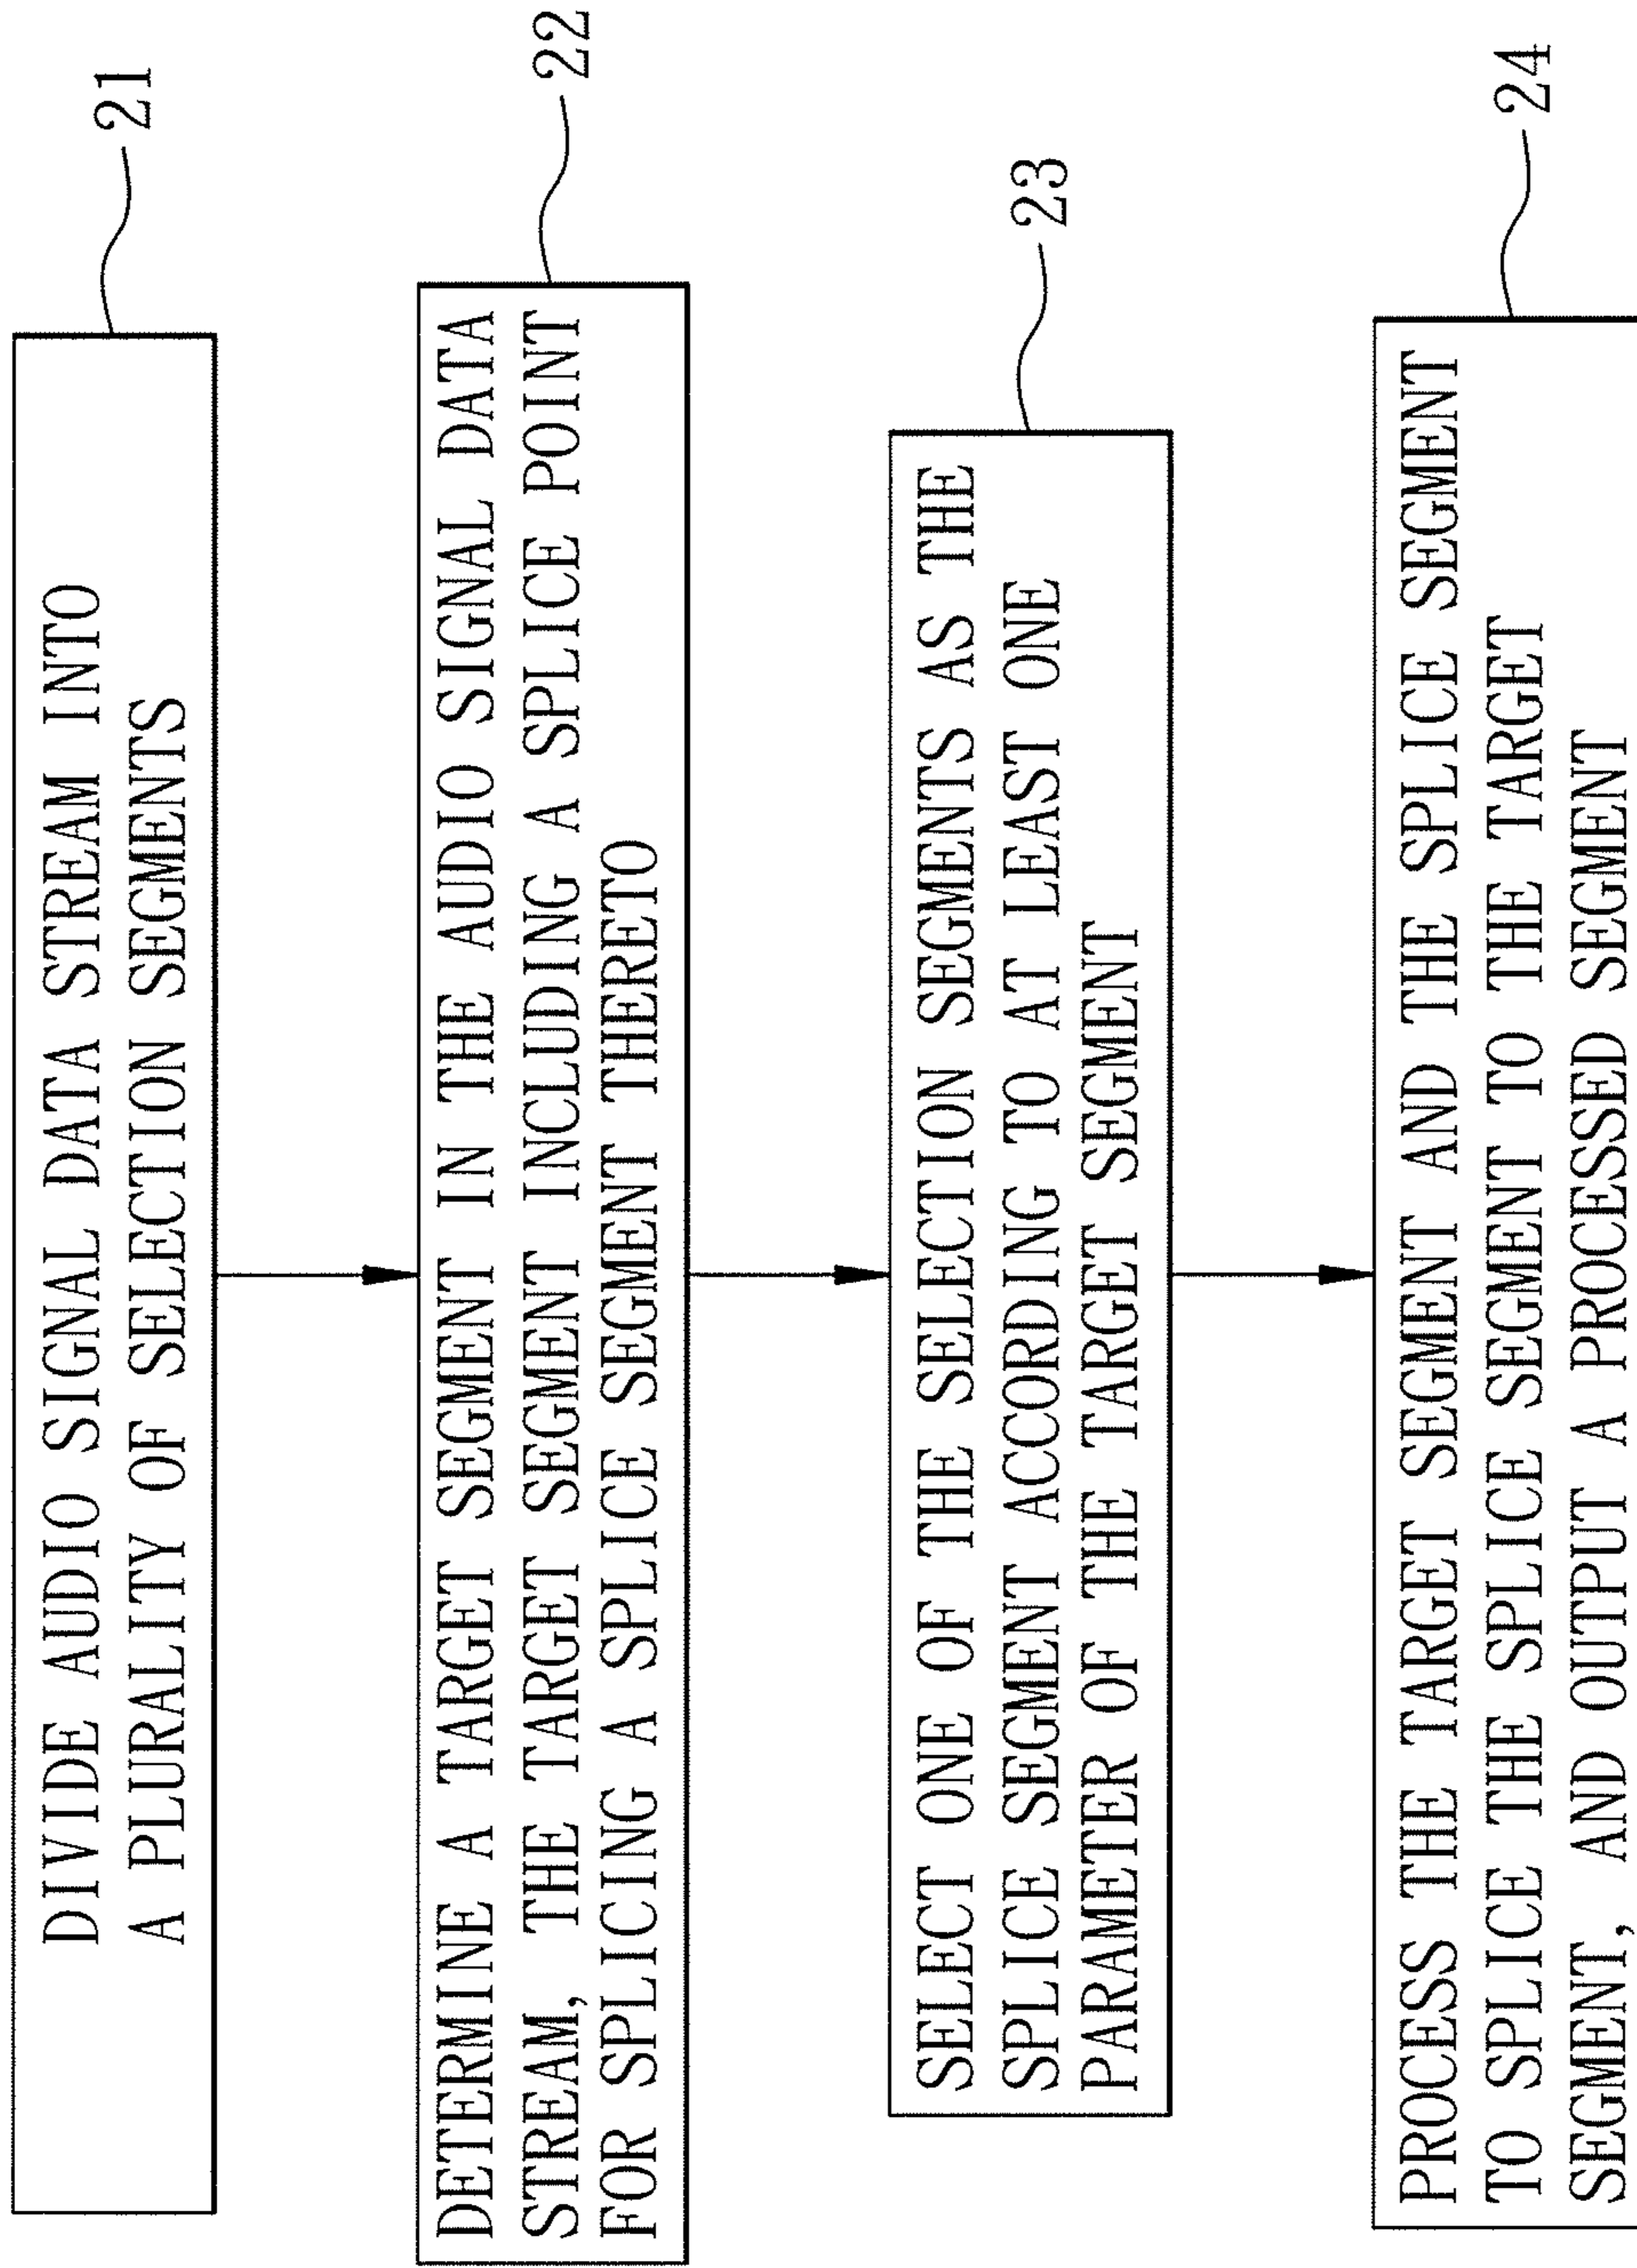 DIVIDE AUDIO SIGNAL DATA STREAM INTO
A PLURALITY OF SELECTION SEGMENTS
21
DETERMINE A TARGET SEGMENT IN THE AUDIO SIGNAL DATA
STREAM, THE TARGET SEGMENT INCLUDING A SPLICE POINT
FOR SPLICING A SPLICE SEGMENT THERETO
22
SELECT ONE OF THE SELECTION SEGMENTS AS THE
SPLICE SEGMENT ACCORDING TO AT LEAST ONE
PARAMETER OF THE TARGET SEGMENT
23
PROCESS THE TARGET SEGMENT AND THE SPLICE SEGMENT
TO SPLICE THE SPLICE SEGMENT TO THE TARGET
SEGMENT, AND OUTPUT A PROCESSED SEGMENT
24